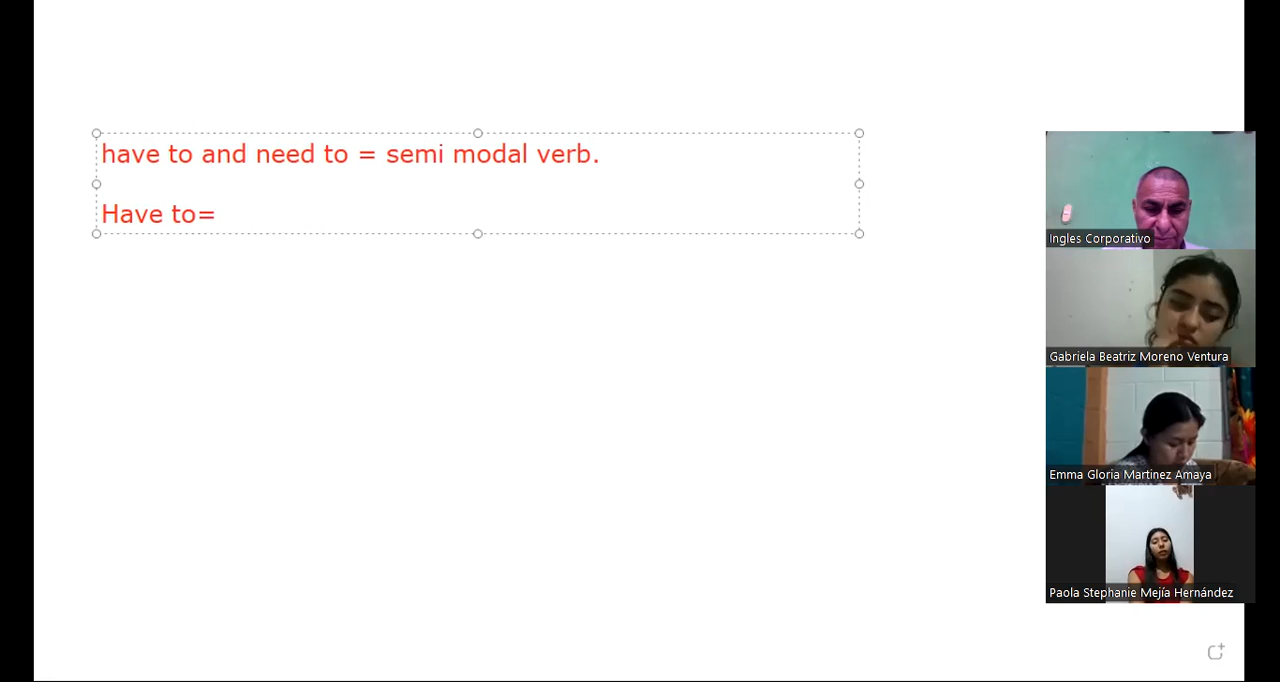 have to and need to = semi modal verb.
Have to=
Ingles Corporativo
Gabriela Beatriz Moreno Ventura
Emma Gloria Martinez Amaya
Paola Stephanie Mejía Hernández